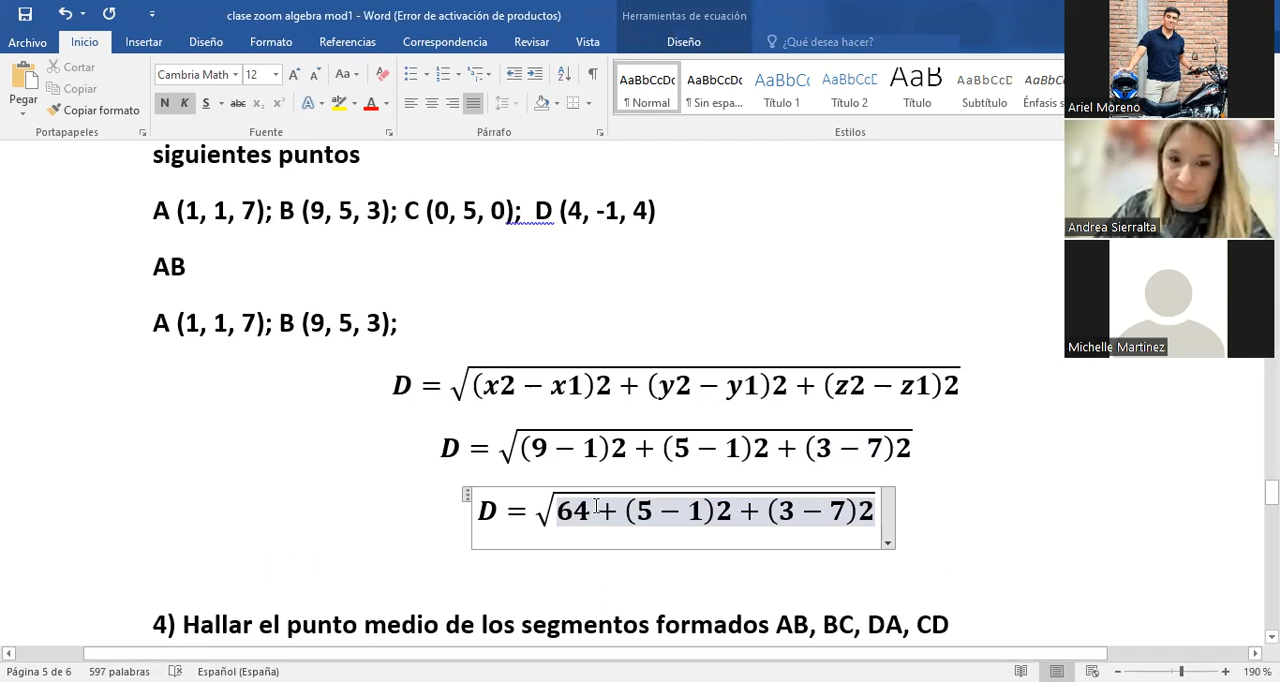 clase zoom algebra mod1 - Word (Error de activación de productos)
Herramientas de ecuación
Archivo Inicio Insertar Diseño Formato Referencias Correspondenci Revisar Vista Diseño ¿Qué desea hacer?
Pegar
Cortar
Copiar
Copiar formato
Portapapeles
Cambria Math 12
Aa
N K S abc x₂ x²
Fuente
Párrafo
AaBbCcDc AaBbCcDc AaBbCc AaBbCcD AaB AaBbCcD AaBbCcD
¶ Normal ¶ Sin espa... Título 1 Título 2 Título Subtítulo Énfasis s
Estilos
Ariel Moreno
Andrea Sierralta
Michelle Martinez
siguientes puntos
A (1, 1, 7); B (9, 5, 3); C (0, 5, 0); D (4, -1, 4)
AB
A (1, 1, 7); B (9, 5, 3);
D = √(x2 − x1)2 + (y2 − y1)2 + (z2 − z1)2
D = √(9 − 1)2 + (5 − 1)2 + (3 − 7)2
D = √64 + (5 − 1)2 + (3 − 7)2
4) Hallar el punto medio de los segmentos formados AB, BC, DA, CD
Página 5 de 6 597 palabras Español (España) 190 %